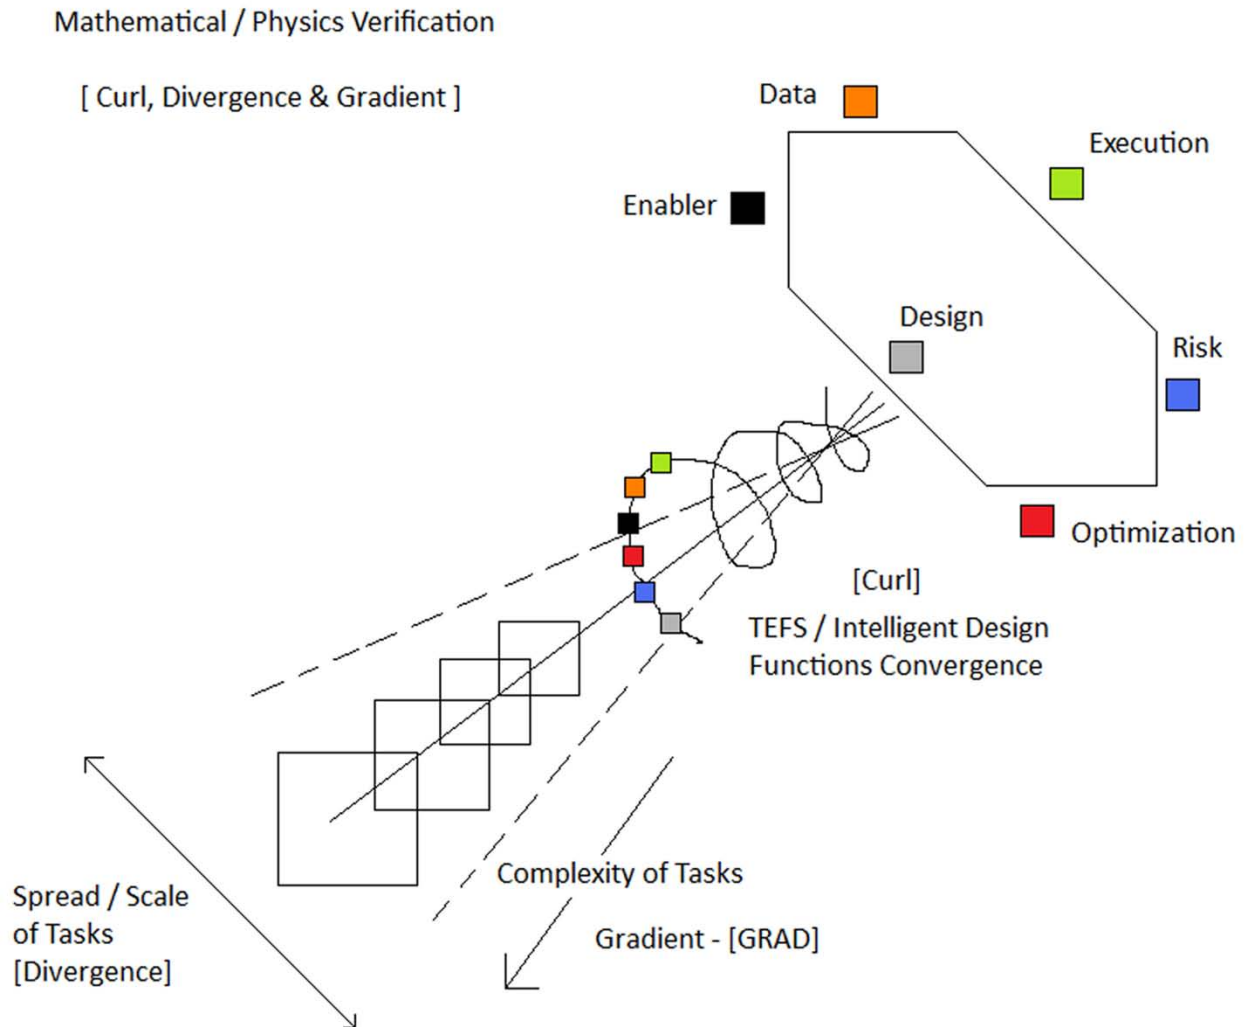 Mathematical / Physics Verification
[ Curl, Divergence & Gradient ]
Data
Execution
Enabler
Design
Risk
Optimization
[Curl]
TEFS / Intelligent Design
Functions Convergence
Complexity of Tasks
Gradient - [GRAD]
Spread / Scale
of Tasks
[Divergence]